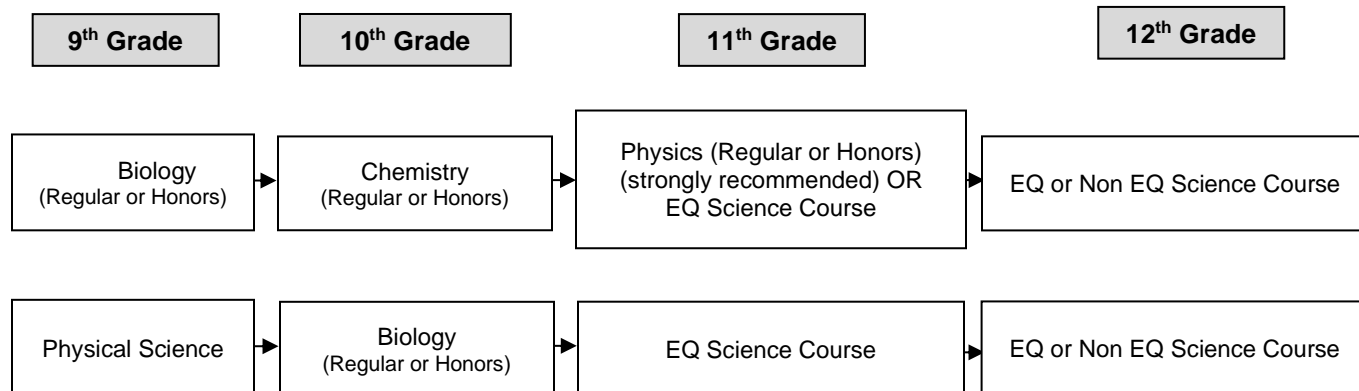 9th Grade
10th Grade
11th Grade
12th Grade
Biology
(Regular or Honors)
Chemistry
(Regular or Honors)
Physics (Regular or Honors)
(strongly recommended) OR
EQ Science Course
EQ or Non EQ Science Course
Physical Science
Biology
(Regular or Honors)
EQ Science Course
EQ or Non EQ Science Course